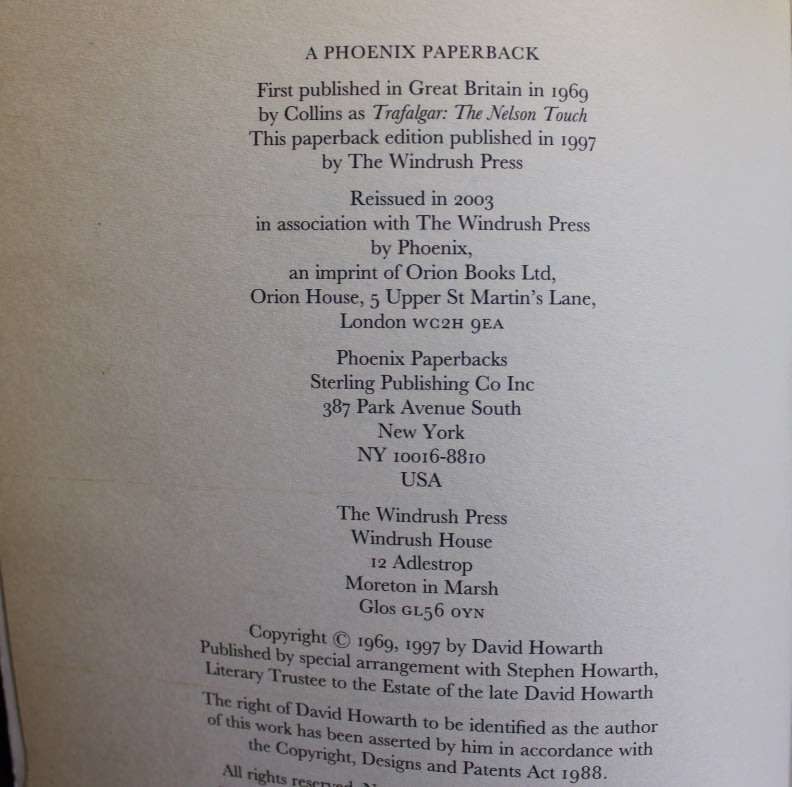 A PHOENIX PAPERBACK
First published in Great Britain in 1969
by Collins as Trafalgar: The Nelson Touch
This paperback edition published in 1997
by The Windrush Press
Reissued in 2003
in association with The Windrush Press
by Phoenix,
an imprint of Orion Books Ltd,
Orion House, 5 Upper St Martin's Lane,
London WC2H 9EA
Phoenix Paperbacks
Sterling Publishing Co Inc
387 Park Avenue South
New York
NY 10016-8810
USA
The Windrush Press
Windrush House
12 Adlestrop
Moreton in Marsh
Glos GL56 0YN
Copyright © 1969, 1997 by David Howarth
Published by special arrangement with Stephen Howarth,
Literary Trustee to the Estate of the late David Howarth
The right of David Howarth to be identified as the author
of this work has been asserted by him in accordance with
the Copyright, Designs and Patents Act 1988.
All rights reserved.